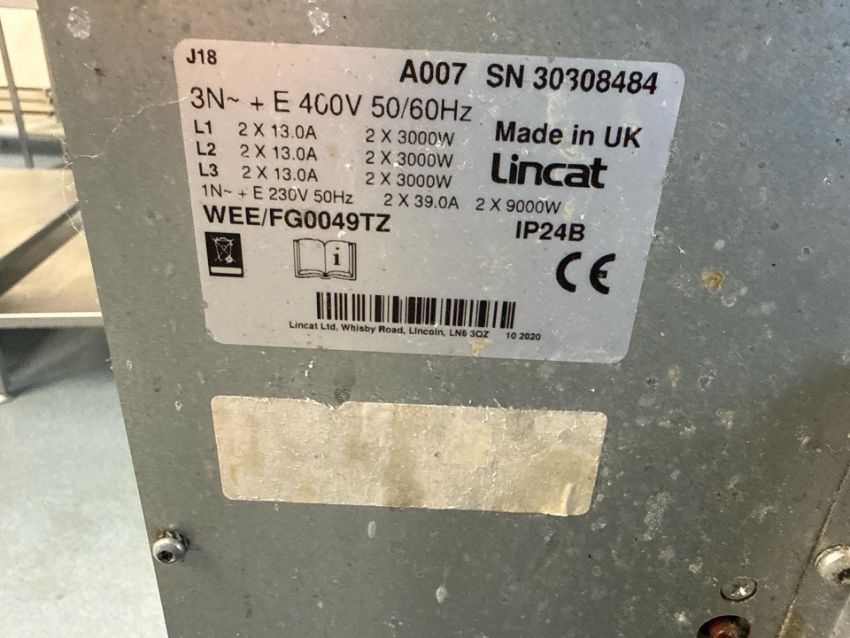 J18
A007 SN 30308484
3N~ + E 400V 50/60Hz
L1 2 X 13.0A 2 X 3000W
L2 2 X 13.0A 2 X 3000W
L3 2 X 13.0A 2 X 3000W
Made in UK
Lincat
1N~ + E 230V 50Hz 2 X 39.0A 2 X 9000W
WEE/FG0049TZ
IP24B
i
CE
Lincat Ltd, Whisby Road, Lincoln, LN6 3QZ 10 2020